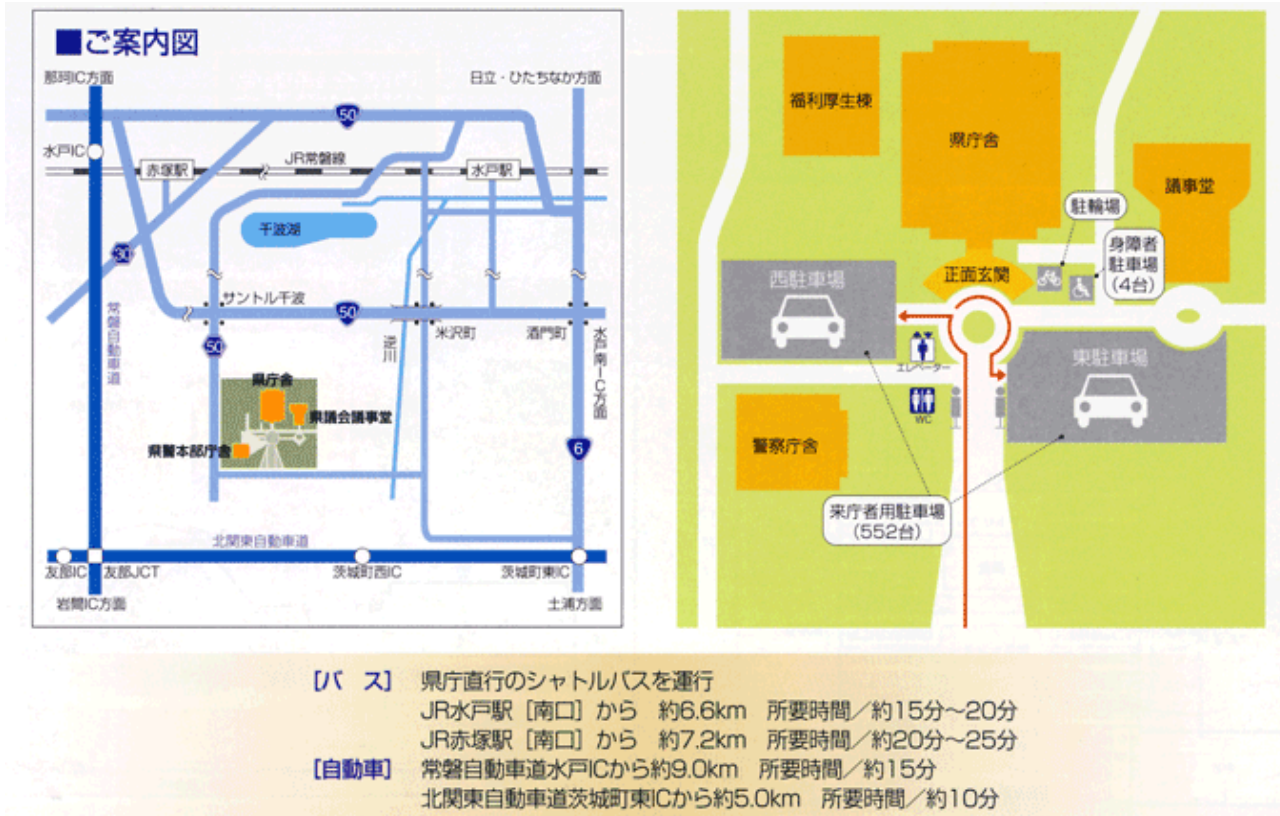 ■ご案内図
那珂IC方面
日立・ひたちなか方面
50
水戸IC
赤塚駅
JR常磐線
水戸駅
千波湖
30
サントル千波
50
米沢町
酒門町
50
常磐自動車道
逆川
水戸南IC方面
県庁舎
県議会議事堂
県警本部庁舎
6
北関東自動車道
友部IC
友部JCT
茨城町西IC
茨城町東IC
岩間IC方面
土浦方面
福利厚生棟
県庁舎
議事堂
駐輪場
身障者
駐車場
(4台)
正面玄関
西駐車場
エレベーター
東駐車場
WC
警察庁舎
来庁者用駐車場
(552台)
[バ ス] 県庁直行のシャトルバスを運行
JR水戸駅[南口]から 約6.6km 所要時間/約15分~20分
JR赤塚駅[南口]から 約7.2km 所要時間/約20分~25分
[自動車] 常磐自動車道水戸ICから約9.0km 所要時間/約15分
北関東自動車道茨城町東ICから約5.0km 所要時間/約10分